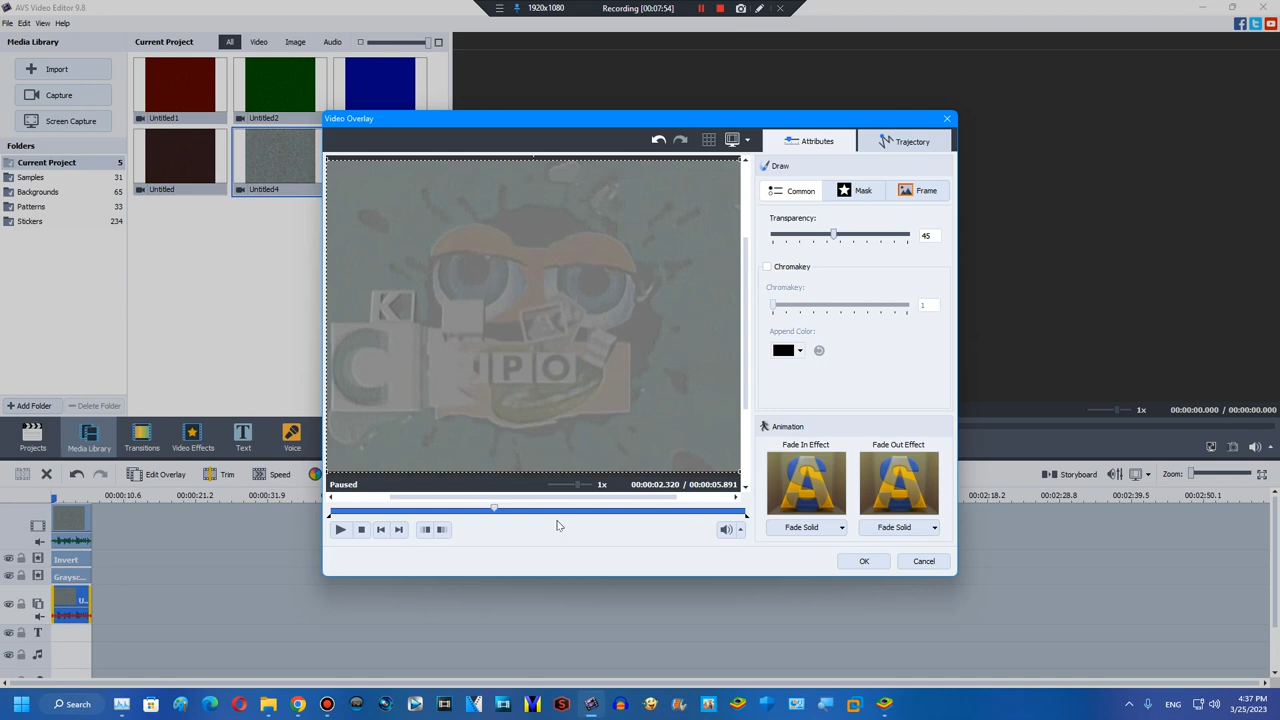 AVS Video Editor 9.8
1920x1080
Recording [00:07:54]
File Edit View Help
Media Library
Current Project
All
Video
Image
Audio
Import
Capture
Screen Capture
Folders
Current Project 5
Samples 31
Backgrounds 65
Patterns 33
Stickers 234
Untitled1
Untitled2
Untitled
Untitled4
Add Folder
Delete Folder
Video Overlay
Attributes
Trajectory
Draw
Common
Mask
Frame
Transparency:
45
Chromakey
Chromakey:
1
Append Color:
Animation
Fade In Effect
Fade Out Effect
Fade Solid
Fade Solid
OK
Cancel
K
C
P O
Paused
1x
00:00:02.320 / 00:00:05.891
1x
00:00:00.000 / 00:00:00.000
Projects
Media Library
Transitions
Video Effects
Text
Voice
Edit Overlay
Trim
Speed
Storyboard
Zoom:
00:00:10.6
00:00:21.2
00:00:31.9
00:02:18.2
00:02:28.9
00:02:39.5
00:02:50.1
Invert
Graysc...
U...
T
Search
ENG
4:37 PM
3/25/2023